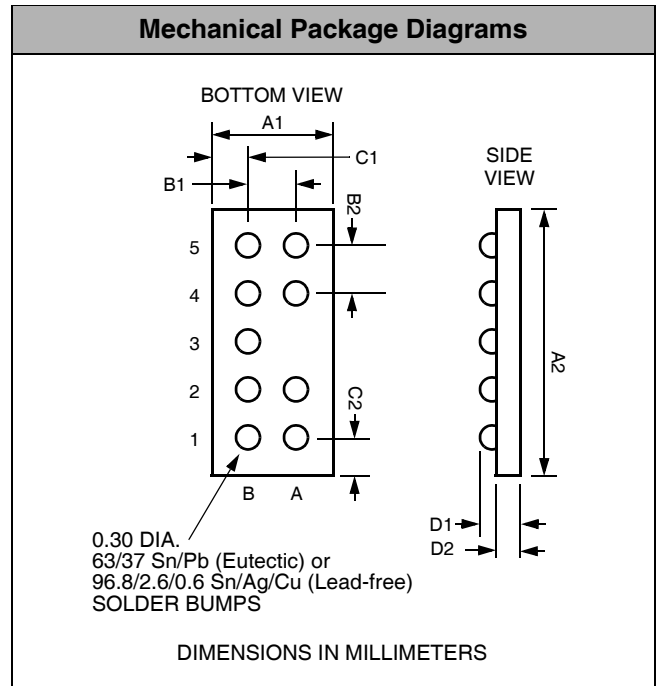 Mechanical Package Diagrams
BOTTOM VIEW
A1
C1
B1
SIDE
VIEW
B2
5
4
3
2
1
C2
A2
B A
D1
D2
0.30 DIA.
63/37 Sn/Pb (Eutectic) or
96.8/2.6/0.6 Sn/Ag/Cu (Lead-free)
SOLDER BUMPS
DIMENSIONS IN MILLIMETERS